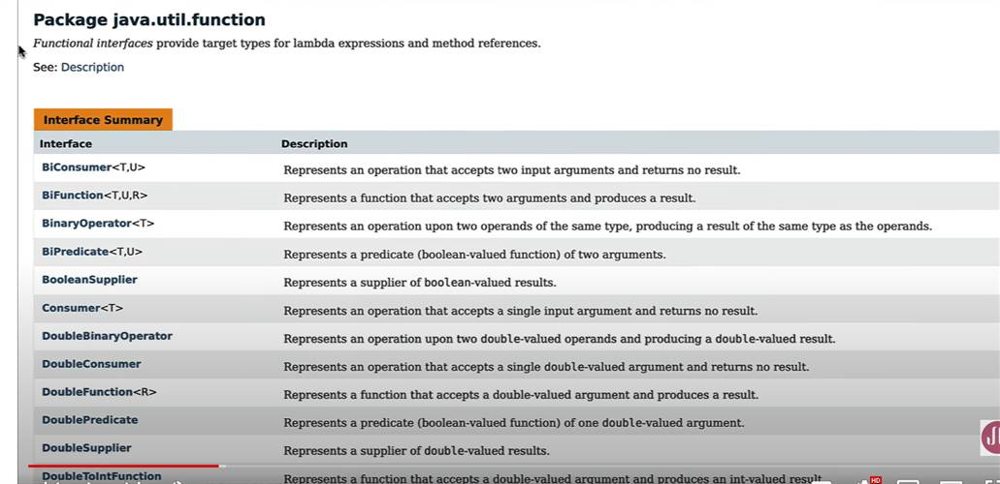 Package java.util.function
Functional interfaces provide target types for lambda expressions and method references.
See: Description
Interface Summary
Interface Description
BiConsumer<T,U> Represents an operation that accepts two input arguments and returns no result.
BiFunction<T,U,R> Represents a function that accepts two arguments and produces a result.
BinaryOperator<T> Represents an operation upon two operands of the same type, producing a result of the same type as the operands.
BiPredicate<T,U> Represents a predicate (boolean-valued function) of two arguments.
BooleanSupplier Represents a supplier of boolean-valued results.
Consumer<T> Represents an operation that accepts a single input argument and returns no result.
DoubleBinaryOperator Represents an operation upon two double-valued operands and producing a double-valued result.
DoubleConsumer Represents an operation that accepts a single double-valued argument and returns no result.
DoubleFunction<R> Represents a function that accepts a double-valued argument and produces a result.
DoublePredicate Represents a predicate (boolean-valued function) of one double-valued argument.
DoubleSupplier Represents a supplier of double-valued results.
DoubleToIntFunction Represents a function that accepts a double-valued argument and produces an int-valued result
HD